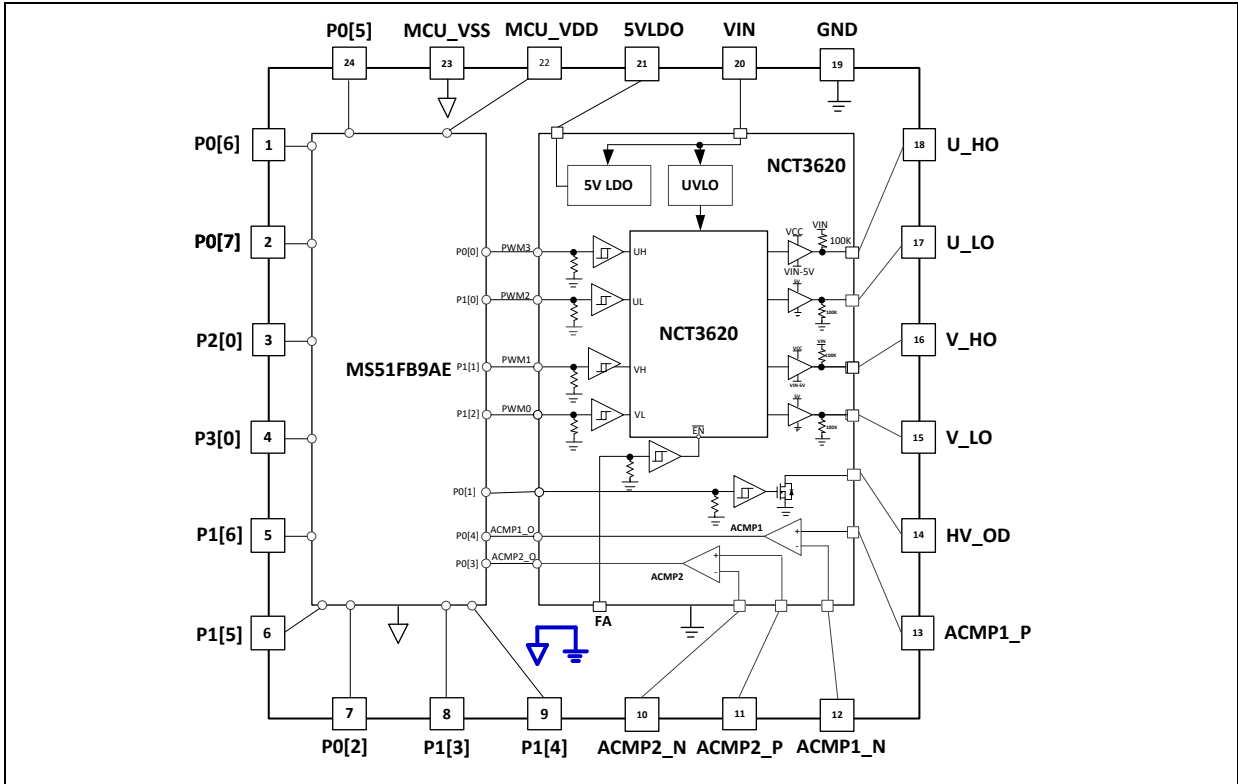 P0[5] MCU_VSS MCU_VDD 5VLDO VIN GND
24 23 22 21 20 19
P0[6] 1
18 U_HO
NCT3620
5V LDO UVLO
P0[7] 2
17 U_LO
VCC VIN
100K
P0[0] PWM3 UH
VIN-5V
5V
P1[0] PWM2 UL
100K
NCT3620
P2[0] 3
16 V_HO
MS51FB9AE
VCC VIN
100K
P1[1] PWM1 VH
VIN-5V
5V
P1[2] PWM0 VL
100K
EN
P3[0] 4
15 V_LO
P0[1]
P1[6] 5
14 HV_OD
P0[4] ACMP1_O ACMP1 + -
P0[3] ACMP2_O ACMP2 + -
FA
P1[5] 6
13 ACMP1_P
7 8 9 10 11 12
P0[2] P1[3] P1[4] ACMP2_N ACMP2_P ACMP1_N